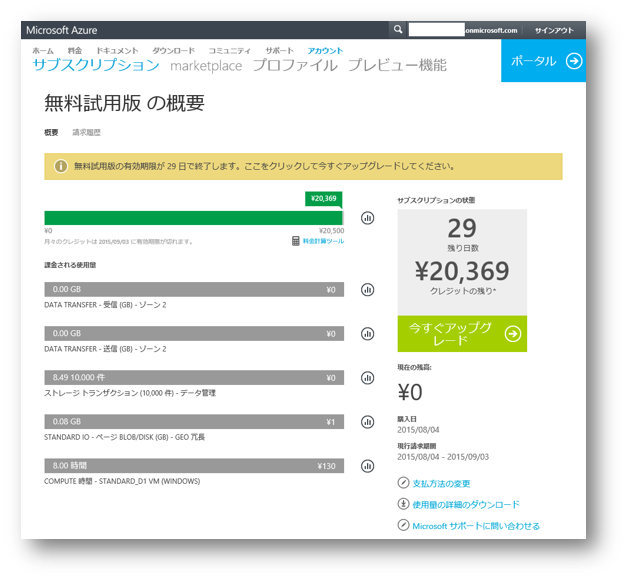 Microsoft Azure
.onmicrosoft.com
サインアウト
ホーム 料金 ドキュメント ダウンロード コミュニティ サポート アカウント
サブスクリプション marketplace プロファイル プレビュー機能
ポータル
無料試用版 の概要
概要 請求履歴
無料試用版の有効期限が 29 日で終了します。ここをクリックして今すぐアップグレードしてください。
¥20,369
¥0 ¥20,500
月々のクレジットは 2015/09/03 に有効期限が切れます。
料金計算ツール
課金される使用量
0.00 GB ¥0
DATA TRANSFER - 受信 (GB) - ゾーン 2
0.00 GB ¥0
DATA TRANSFER - 送信 (GB) - ゾーン 2
8.49 10,000 件 ¥0
ストレージ トランザクション (10,000 件) - データ管理
0.08 GB ¥1
STANDARD IO - ページ BLOB/DISK (GB) - GEO 冗長
8.00 時間 ¥130
COMPUTE 時間 - STANDARD_D1 VM (WINDOWS)
サブスクリプションの状態
29
残り日数
¥20,369
クレジットの残り*
今すぐアップグ
レード
現在の残高:
¥0
購入日
2015/08/04
現行請求期間
2015/08/04 - 2015/09/03
支払方法の変更
使用量の詳細のダウンロード
Microsoft サポートに問い合わせる